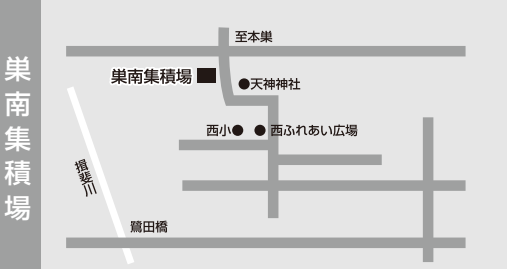 巣南集積場
至本巣
巣南集積場
●天神神社
西小●
●西ふれあい広場
揖斐川
鷺田橋